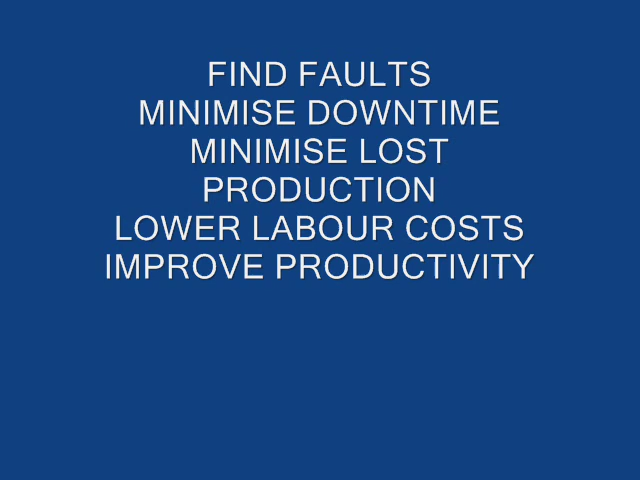 FIND FAULTS
MINIMISE DOWNTIME
MINIMISE LOST
PRODUCTION
LOWER LABOUR COSTS
IMPROVE PRODUCTIVITY